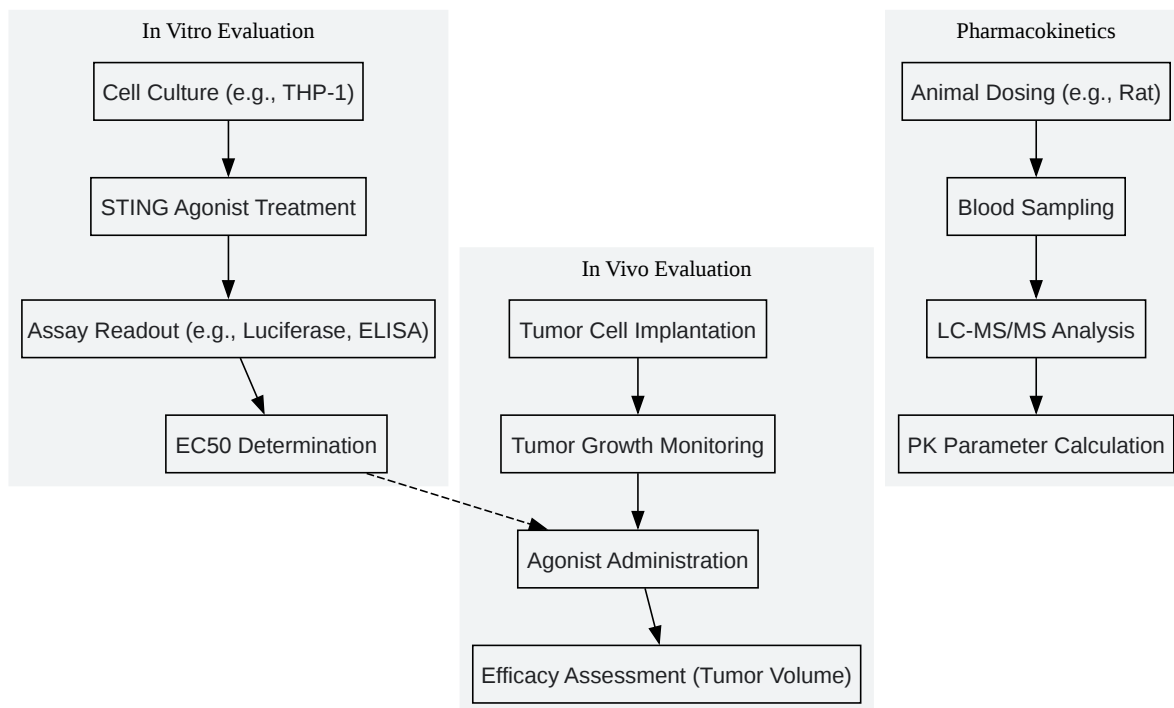 In Vitro Evaluation
Cell Culture (e.g., THP-1)
STING Agonist Treatment
Assay Readout (e.g., Luciferase, ELISA)
EC50 Determination
In Vivo Evaluation
Tumor Cell Implantation
Tumor Growth Monitoring
Agonist Administration
Efficacy Assessment (Tumor Volume)
Pharmacokinetics
Animal Dosing (e.g., Rat)
Blood Sampling
LC-MS/MS Analysis
PK Parameter Calculation